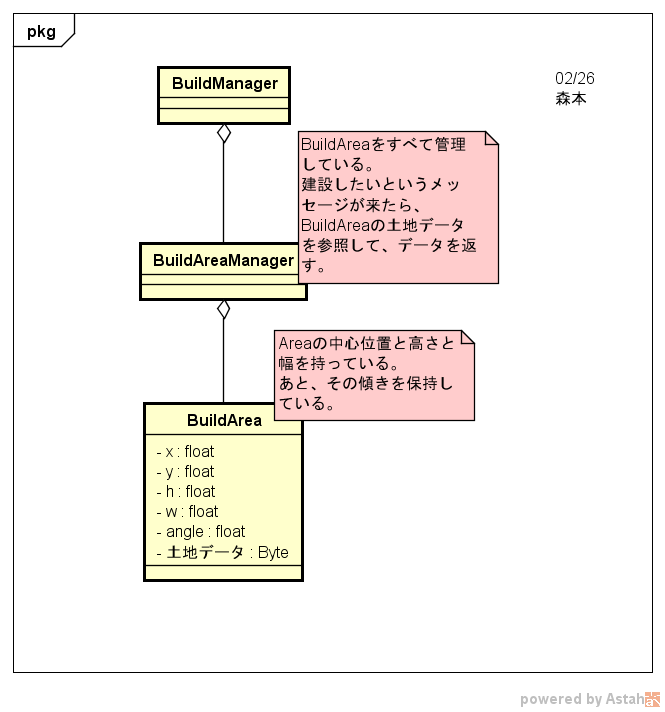 pkg
BuildManager
02/26
森本
BuildAreaをすべて管理
している。
建設したいというメッ
セージが来たら、
BuildAreaの土地データ
を参照して、データを返
す。
BuildAreaManager
Areaの中心位置と高さと
幅を持っている。
あと、その傾きを保持し
ている。
BuildArea
- x : float
- y : float
- h : float
- w : float
- angle : float
- 土地データ : Byte
powered by Astah